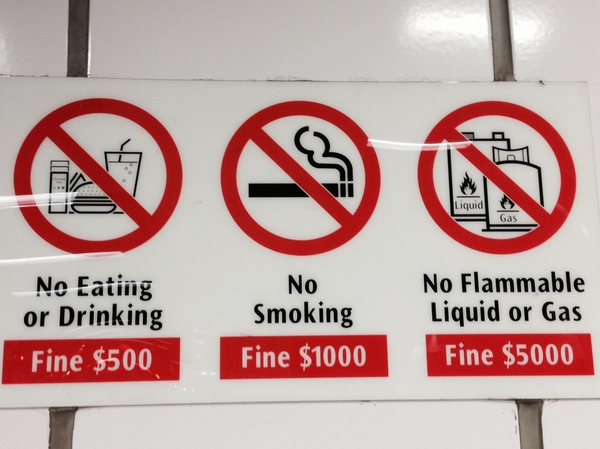 Liquid
Gas
No Eating
or Drinking
Fine $500
No
Smoking
Fine $1000
No Flammable
Liquid or Gas
Fine $5000